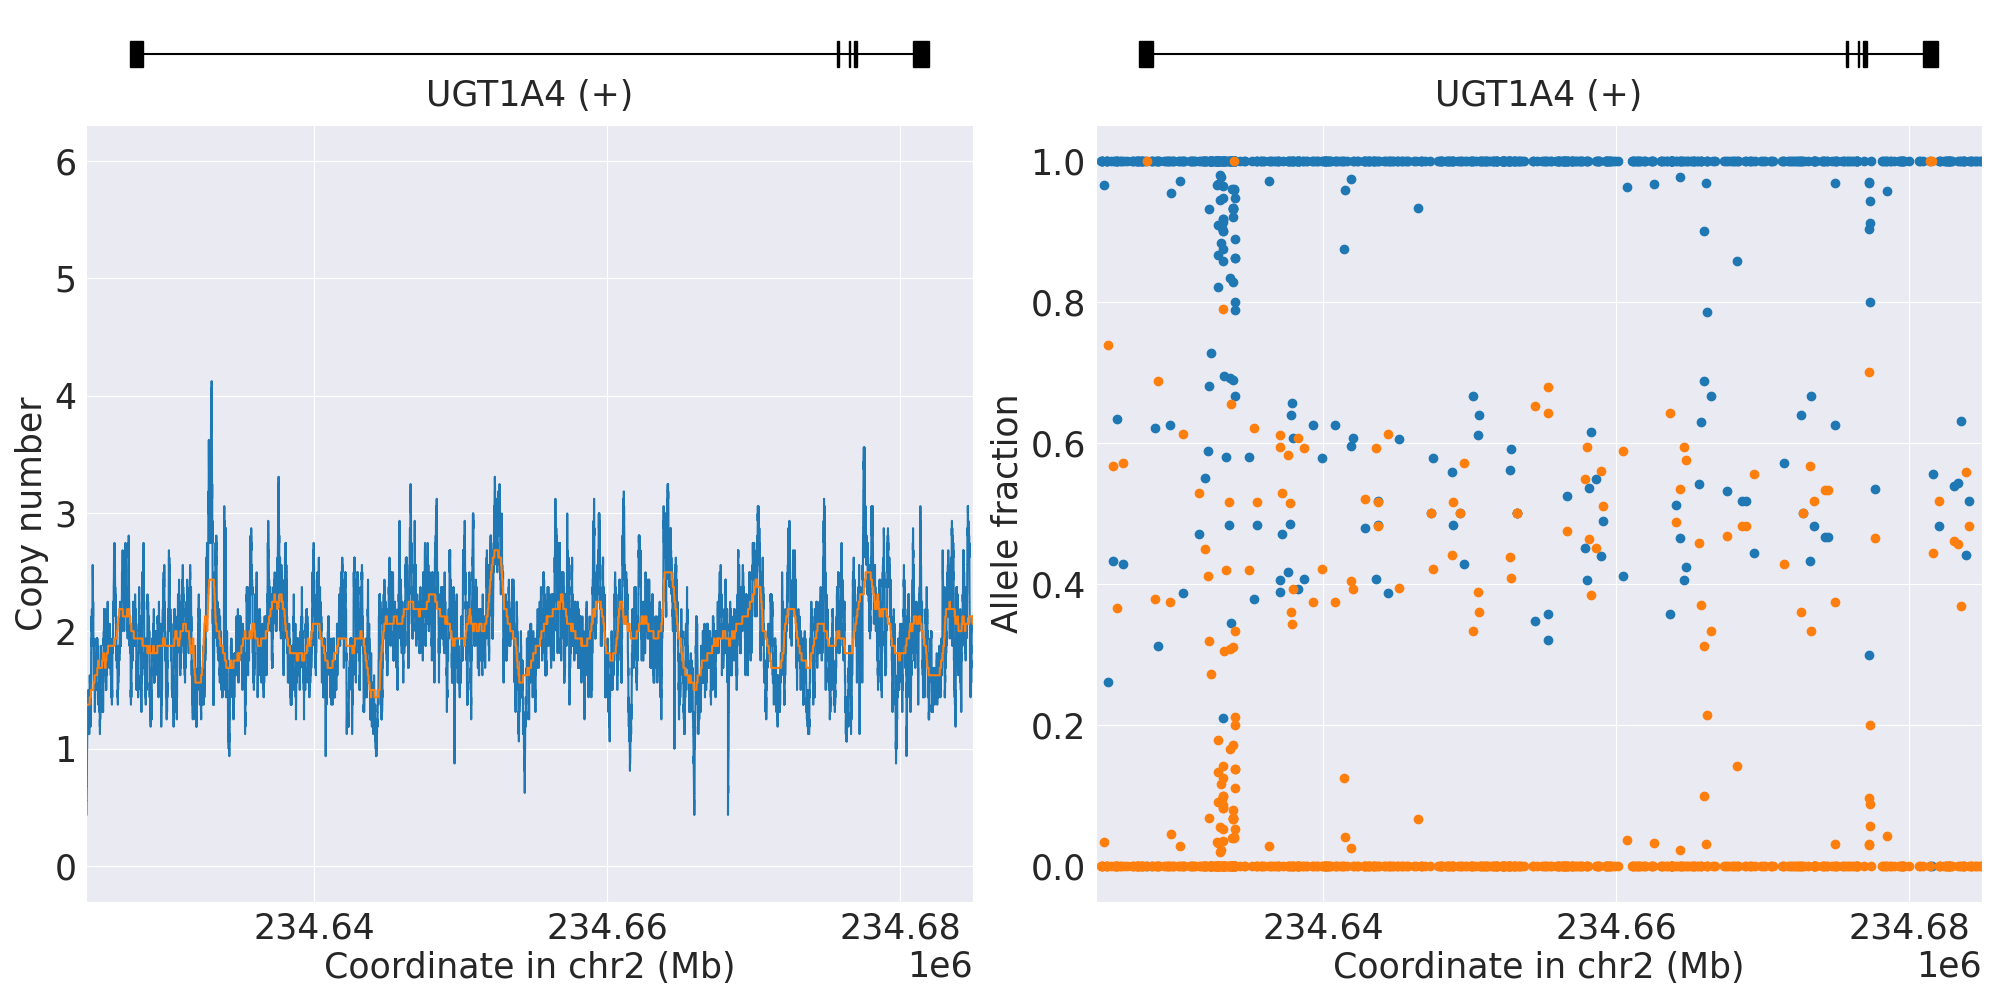 UGT1A4 (+)
6
5
4
3
2
1
0
Copy number
234.64
234.66
234.68
Coordinate in chr2 (Mb)
1e6
UGT1A4 (+)
1.0
0.8
0.6
0.4
0.2
0.0
Allele fraction
234.64
234.66
234.68
Coordinate in chr2 (Mb)
1e6